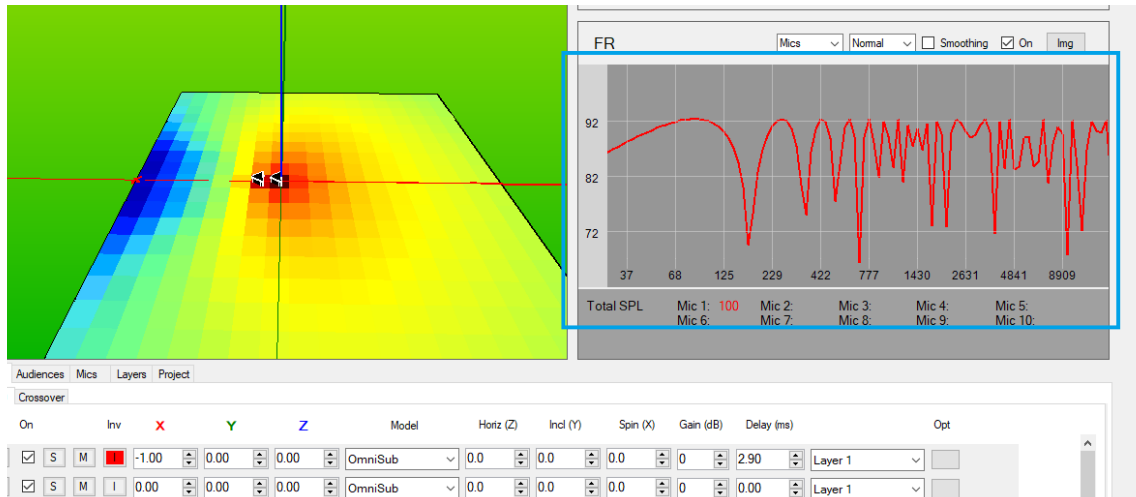 FR Mics Normal Smoothing On Img
92
82
72
37 68 125 229 422 777 1430 2631 4841 8909
Total SPL Mic 1: 100 Mic 2: Mic 3: Mic 4: Mic 5:
Mic 6: Mic 7: Mic 8: Mic 9: Mic 10:
Audiences Mics Layers Project
Crossover
On Inv X Y Z Model Horiz (Z) Incl (Y) Spin (X) Gain (dB) Delay (ms) Opt
S M I -1.00 0.00 0.00 OmniSub 0.0 0.0 0.0 0 2.90 Layer 1
S M I 0.00 0.00 0.00 OmniSub 0.0 0.0 0.0 0 0.00 Layer 1